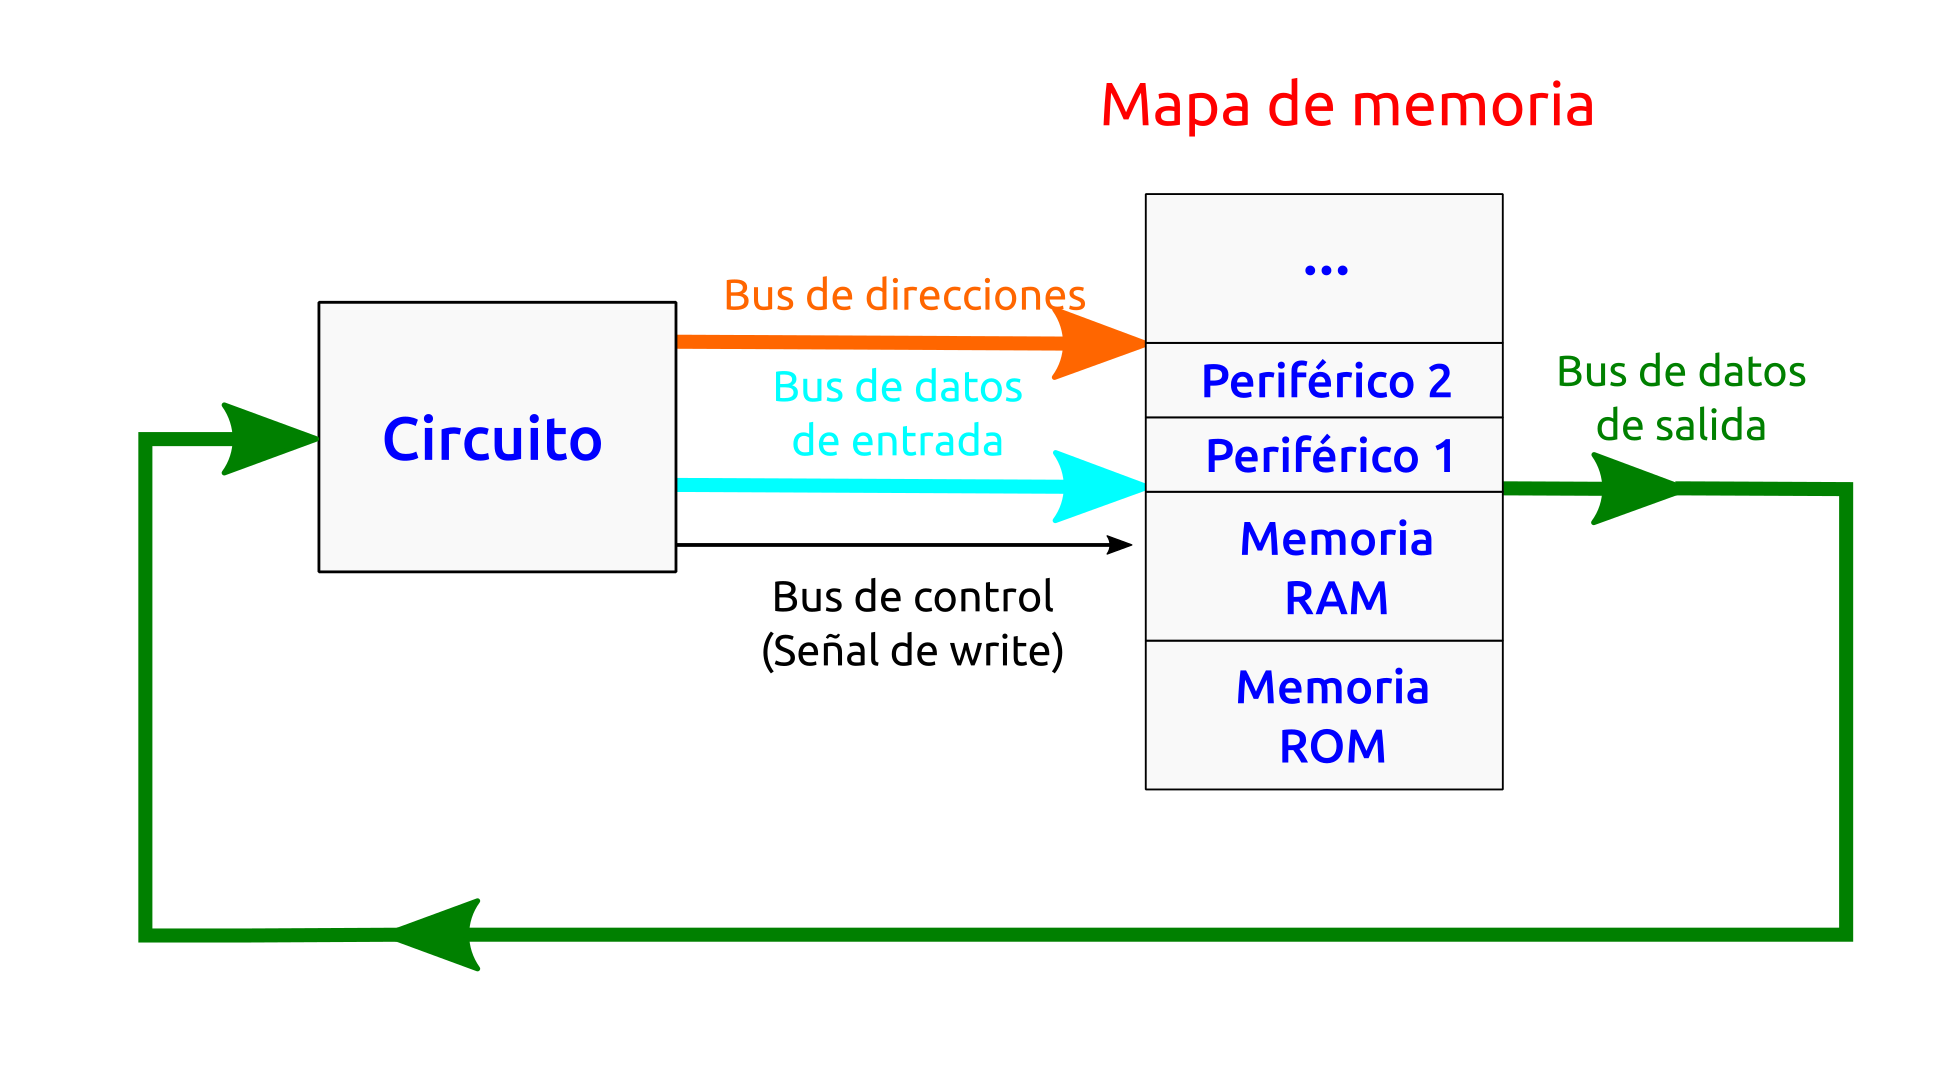 Mapa de memoria
...
Bus de direcciones
Periférico 2
Bus de datos
de entrada
Bus de datos
de salida
Circuito
Periférico 1
Memoria
RAM
Bus de control
(Señal de write)
Memoria
ROM